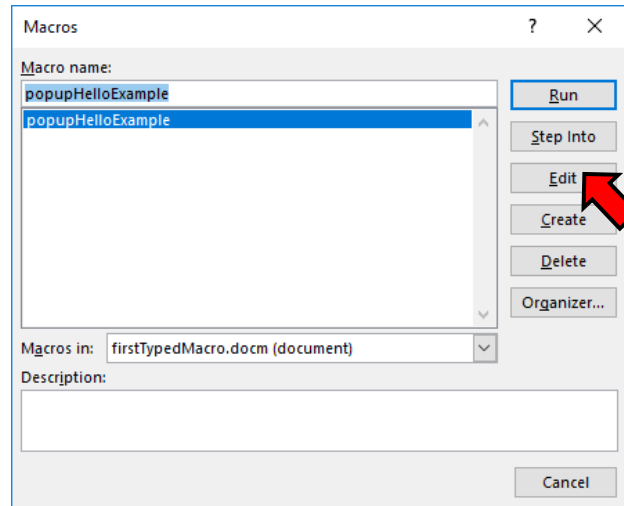 Macros ? ×
Macro name:
popupHelloExample
popupHelloExample
Run
Step Into
Edit
Create
Delete
Organizer...
Macros in: firstTypedMacro.docm (document)
Description:
Cancel